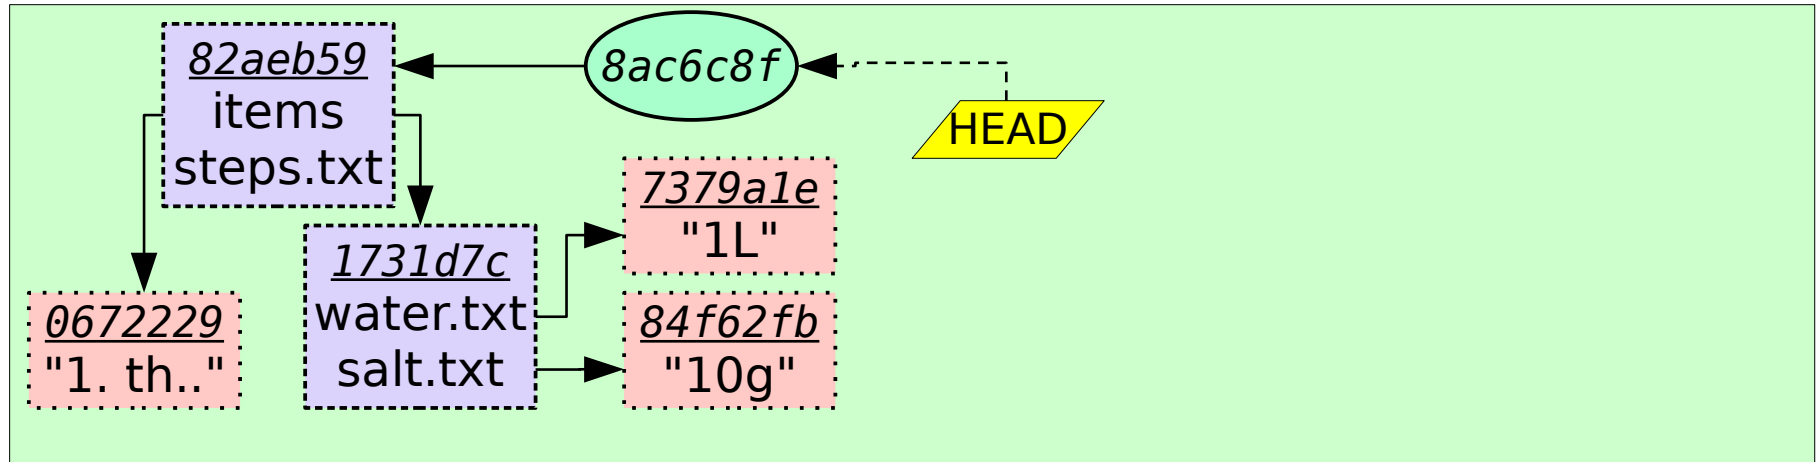 82aeb59
items
steps.txt
8ac6c8f
HEAD
1731d7c
water.txt
salt.txt
7379a1e
"1L"
0672229
"1. th.."
84f62fb
"10g"